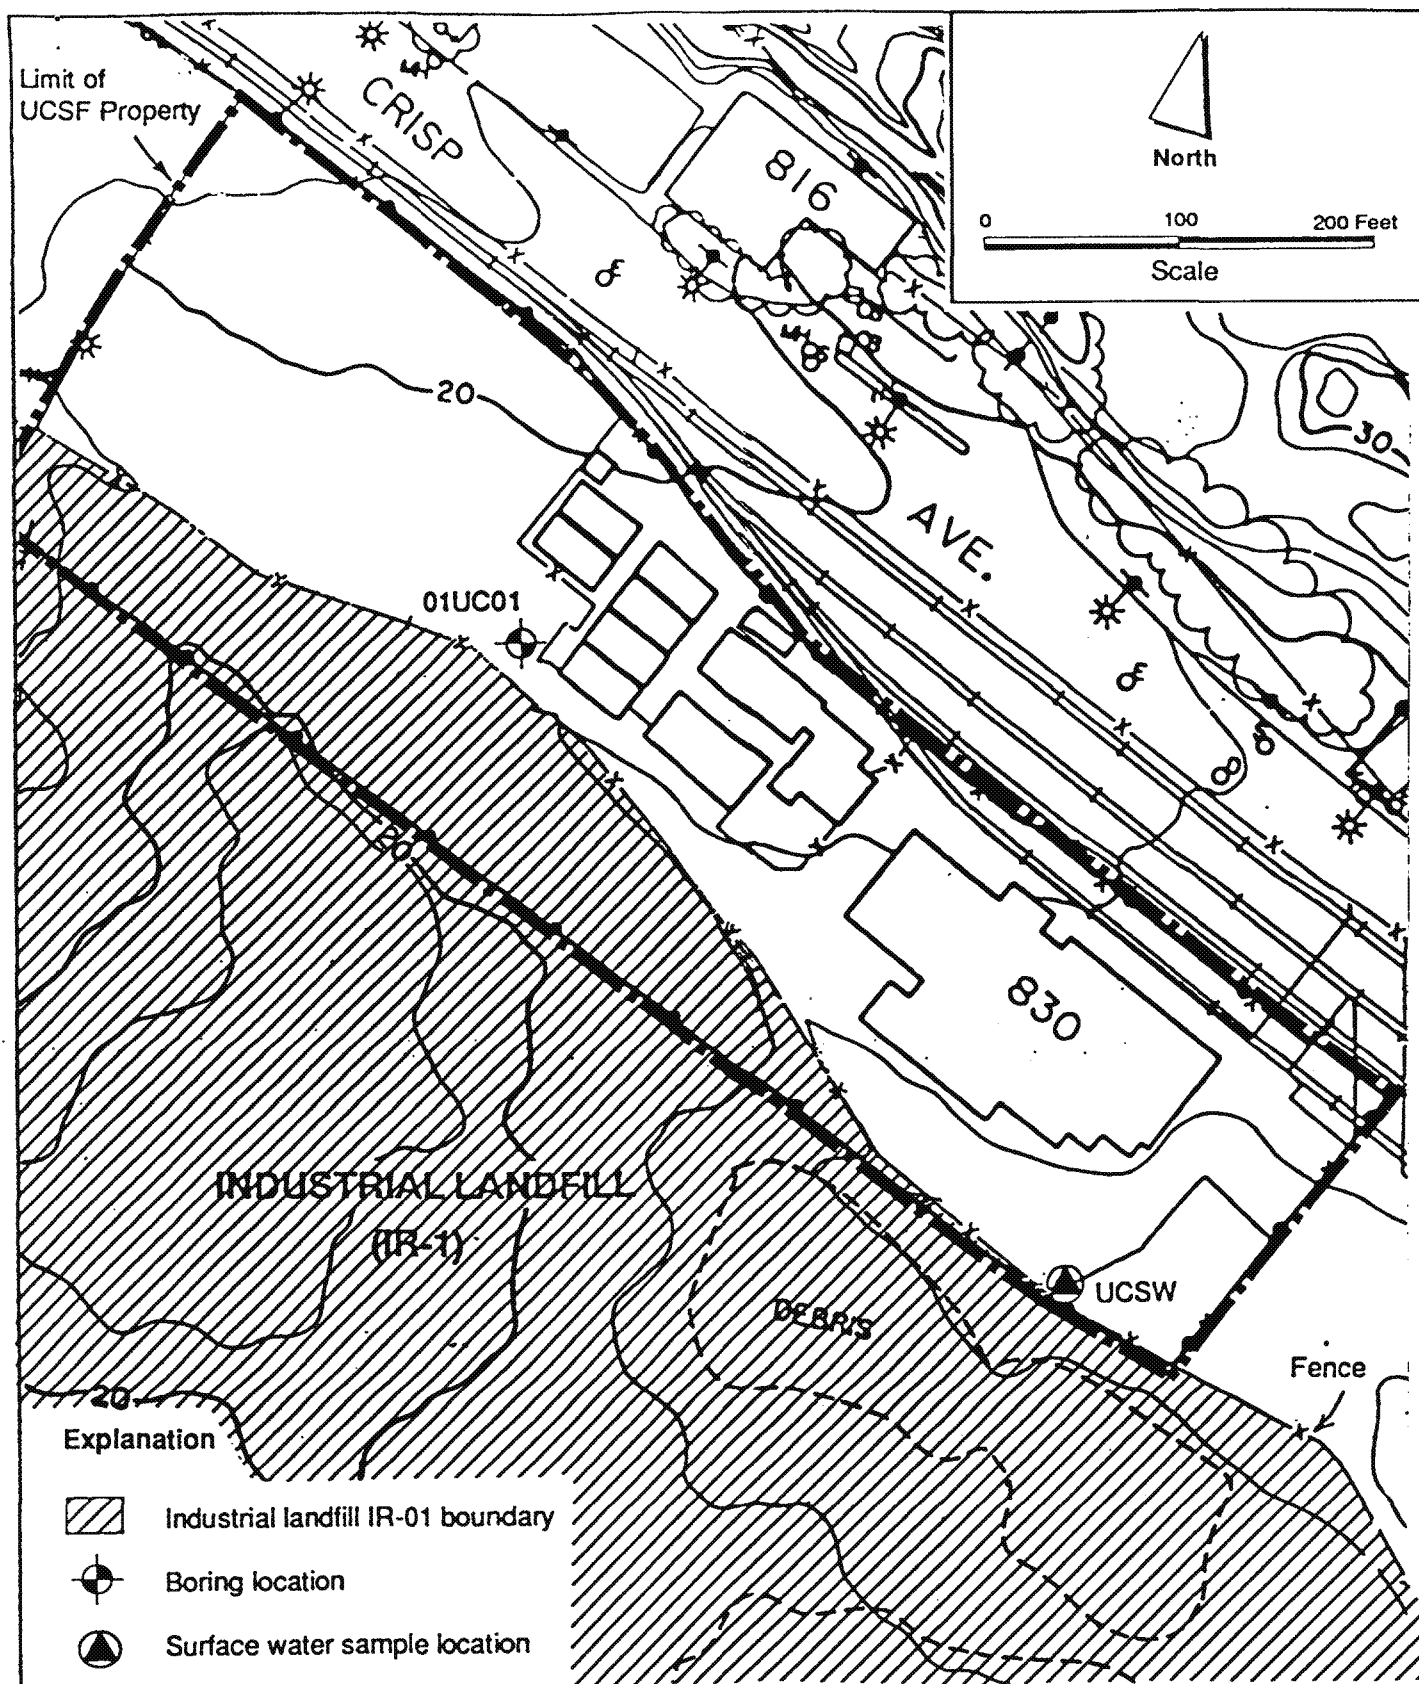 Limit of
UCSF Property
CRISP
816
North
0 100 200 Feet
Scale
20
30
AVE.
01UC01
20
830
INDUSTRIAL LANDFILL
(IR-1)
DEBRIS
UCSW
Fence
20
Explanation
Industrial landfill IR-01 boundary
Boring location
Surface water sample location